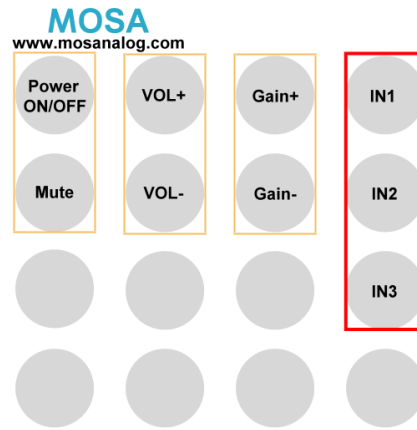 MOSA
www.mosanalog.com
Power
ON/OFF
VOL+
Gain+
IN1
Mute
VOL-
Gain-
IN2
IN3